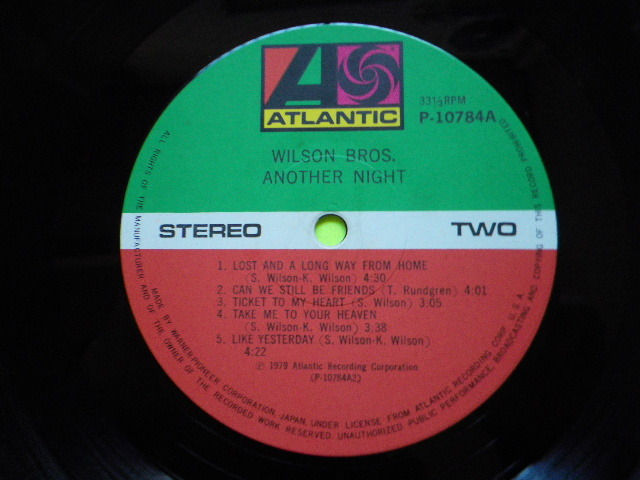 ATLANTIC
33⅓RPM
P-10784A
WILSON BROS.
ANOTHER NIGHT
STEREO
TWO
1. LOST AND A LONG WAY FROM HOME
(S. Wilson-K. Wilson) 4:30
2. CAN WE STILL BE FRIENDS (T. Rundgren) 4:01
3. TICKET TO MY HEART (S. Wilson) 3:05
4. TAKE ME TO YOUR HEAVEN
(S. Wilson-K. Wilson) 3:38
5. LIKE YESTERDAY (S. Wilson-K. Wilson)
4:22
Ⓟ 1979 Atlantic Recording Corporation
(P-10784A2)
ALL RIGHTS OF THE MANUFACTURER AND OF THE OWNER OF THE RECORDED WORK RESERVED. UNAUTHORIZED PUBLIC PERFORMANCE, BROADCASTING AND COPYING OF THIS RECORD PROHIBITED.
MADE BY WARNER-PIONEER CORPORATION, JAPAN, UNDER LICENSE FROM ATLANTIC RECORDING CORP. U.S.A.